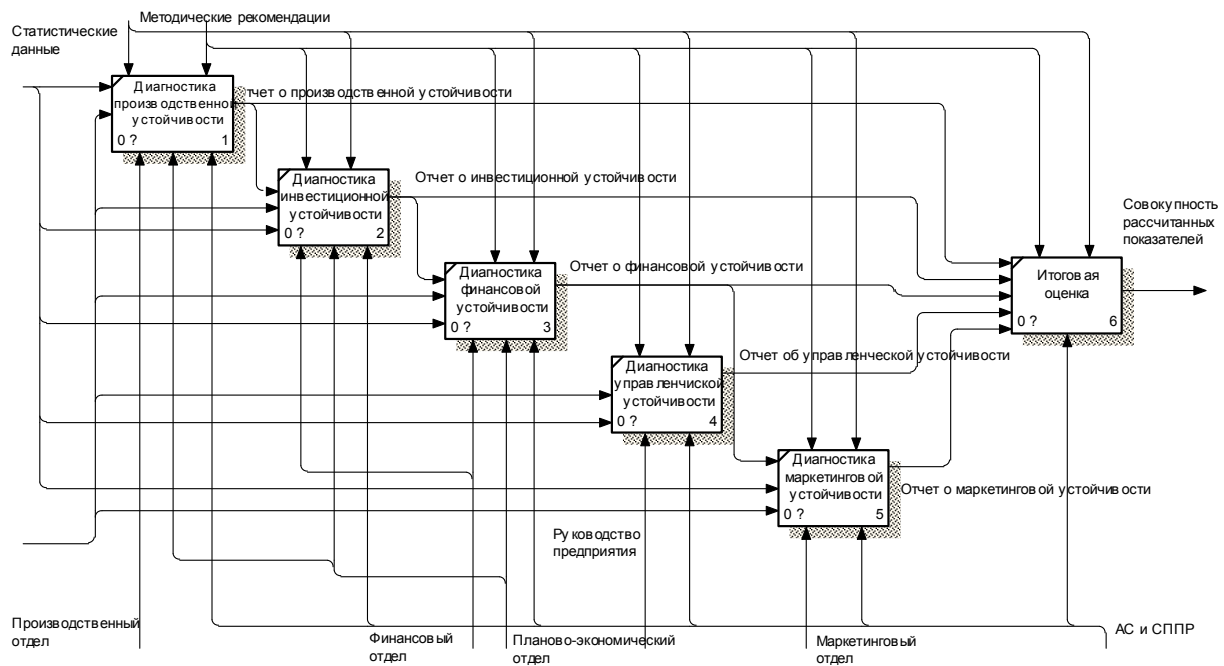 Методические рекомендации
Статистические
данные
Диагностика
производственной
устойчивости
0 ?
1
тчет о производственной устойчивости
Диагностика
инвестиционной
устойчивости
0 ?
2
Отчет о инвестиционной устойчивости
Диагностика
финансовой
устойчивости
0 ?
3
Отчет о финансовой устойчивости
Диагностика
управленчиской
устойчивости
0 ?
4
Отчет об управленческой устойчивости
Диагностика
маркетинговой
устойчивости
0 ?
5
Отчет о маркетинговой устойчивости
Итоговая
оценка
0 ?
6
Совокупность
рассчитанных
показателей
Руководство
предприятия
Производственный
отдел
Финансовый
отдел
Планово-экономический
отдел
Маркетинговый
отдел
АС и СППР